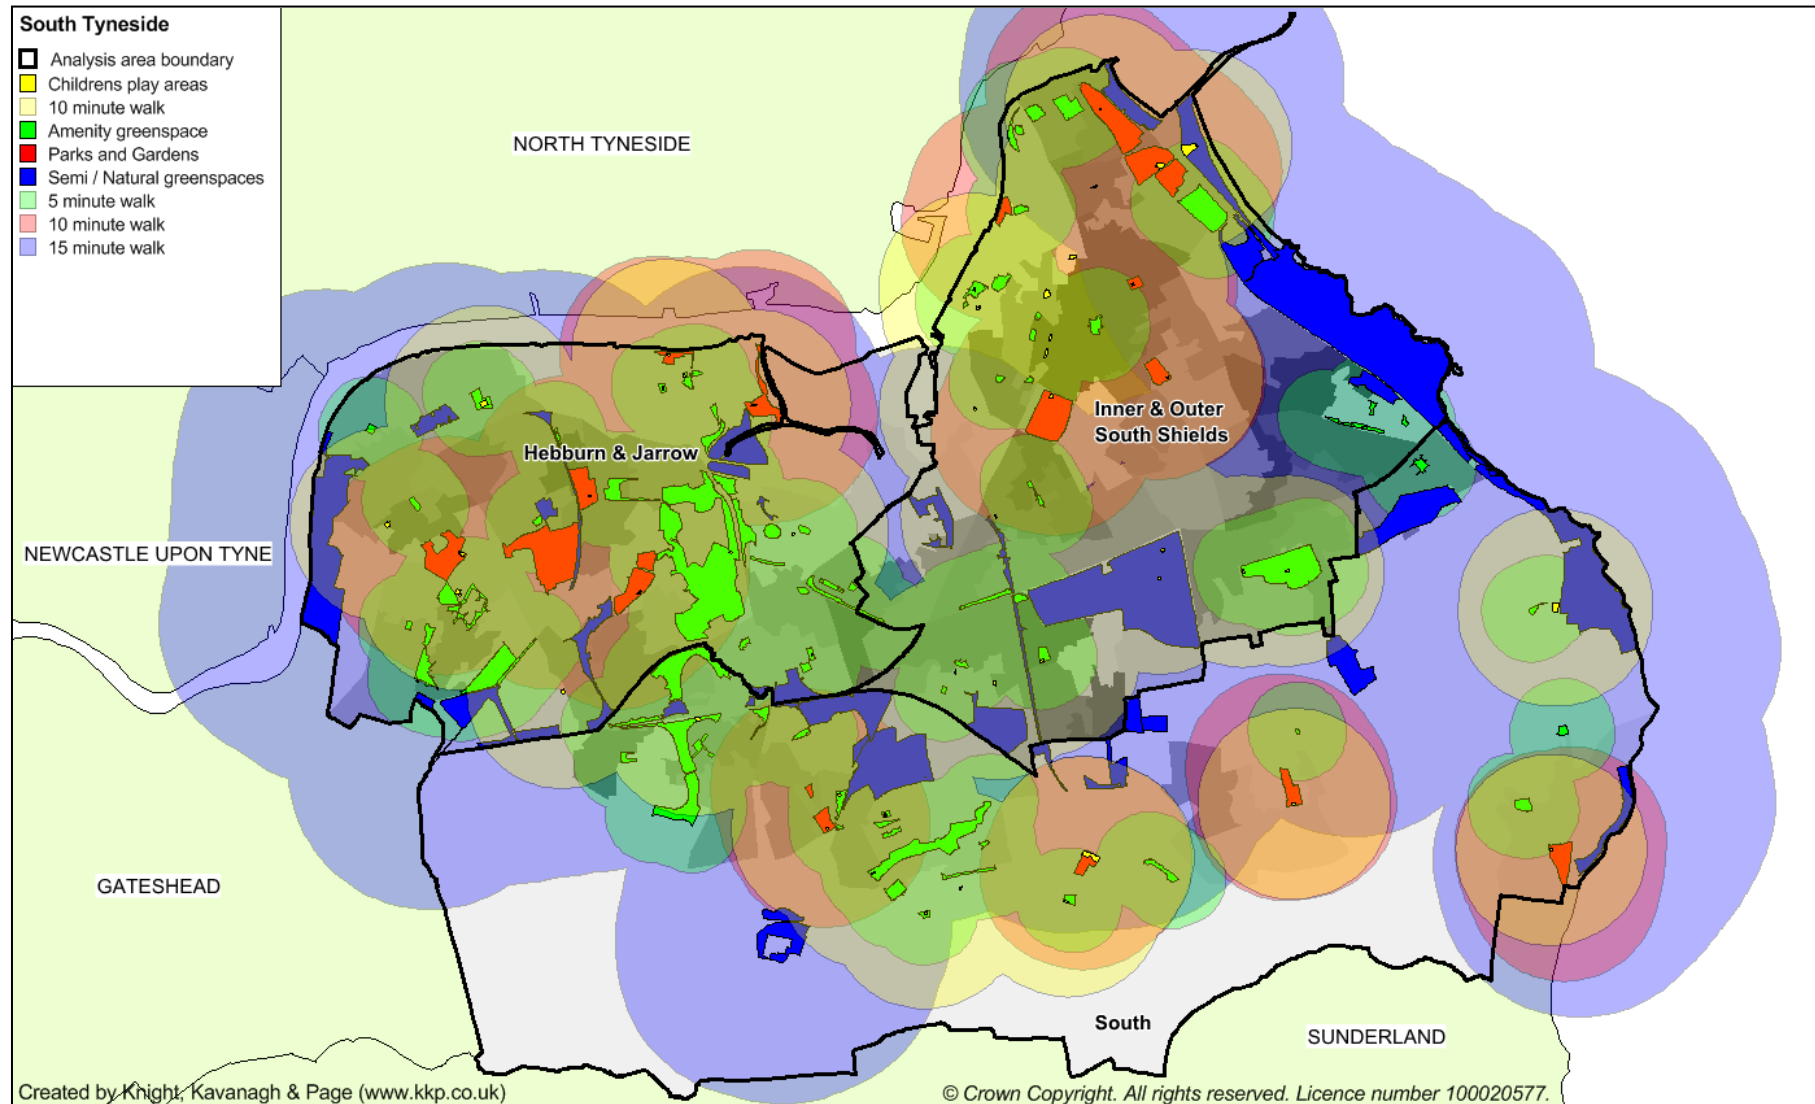 South Tyneside
Analysis area boundary
Childrens play areas
10 minute walk
Amenity greenspace
Parks and Gardens
Semi / Natural greenspaces
5 minute walk
10 minute walk
15 minute walk
NORTH TYNESIDE
Inner & Outer
South Shields
Hebburn & Jarrow
NEWCASTLE UPON TYNE
GATESHEAD
South
SUNDERLAND
Created by Knight, Kavanagh & Page (www.kkp.co.uk)
© Crown Copyright. All rights reserved. Licence number 100020577.